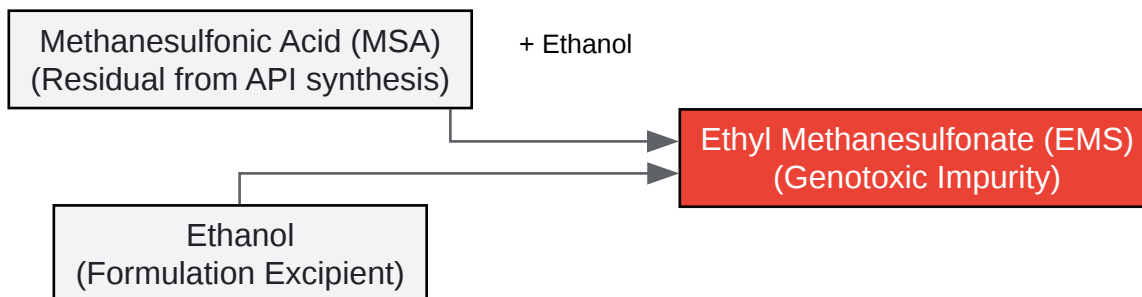 Methanesulfonic Acid (MSA)
(Residual from API synthesis)
+ Ethanol
Ethyl Methanesulfonate (EMS)
(Genotoxic Impurity)
Ethanol
(Formulation Excipient)